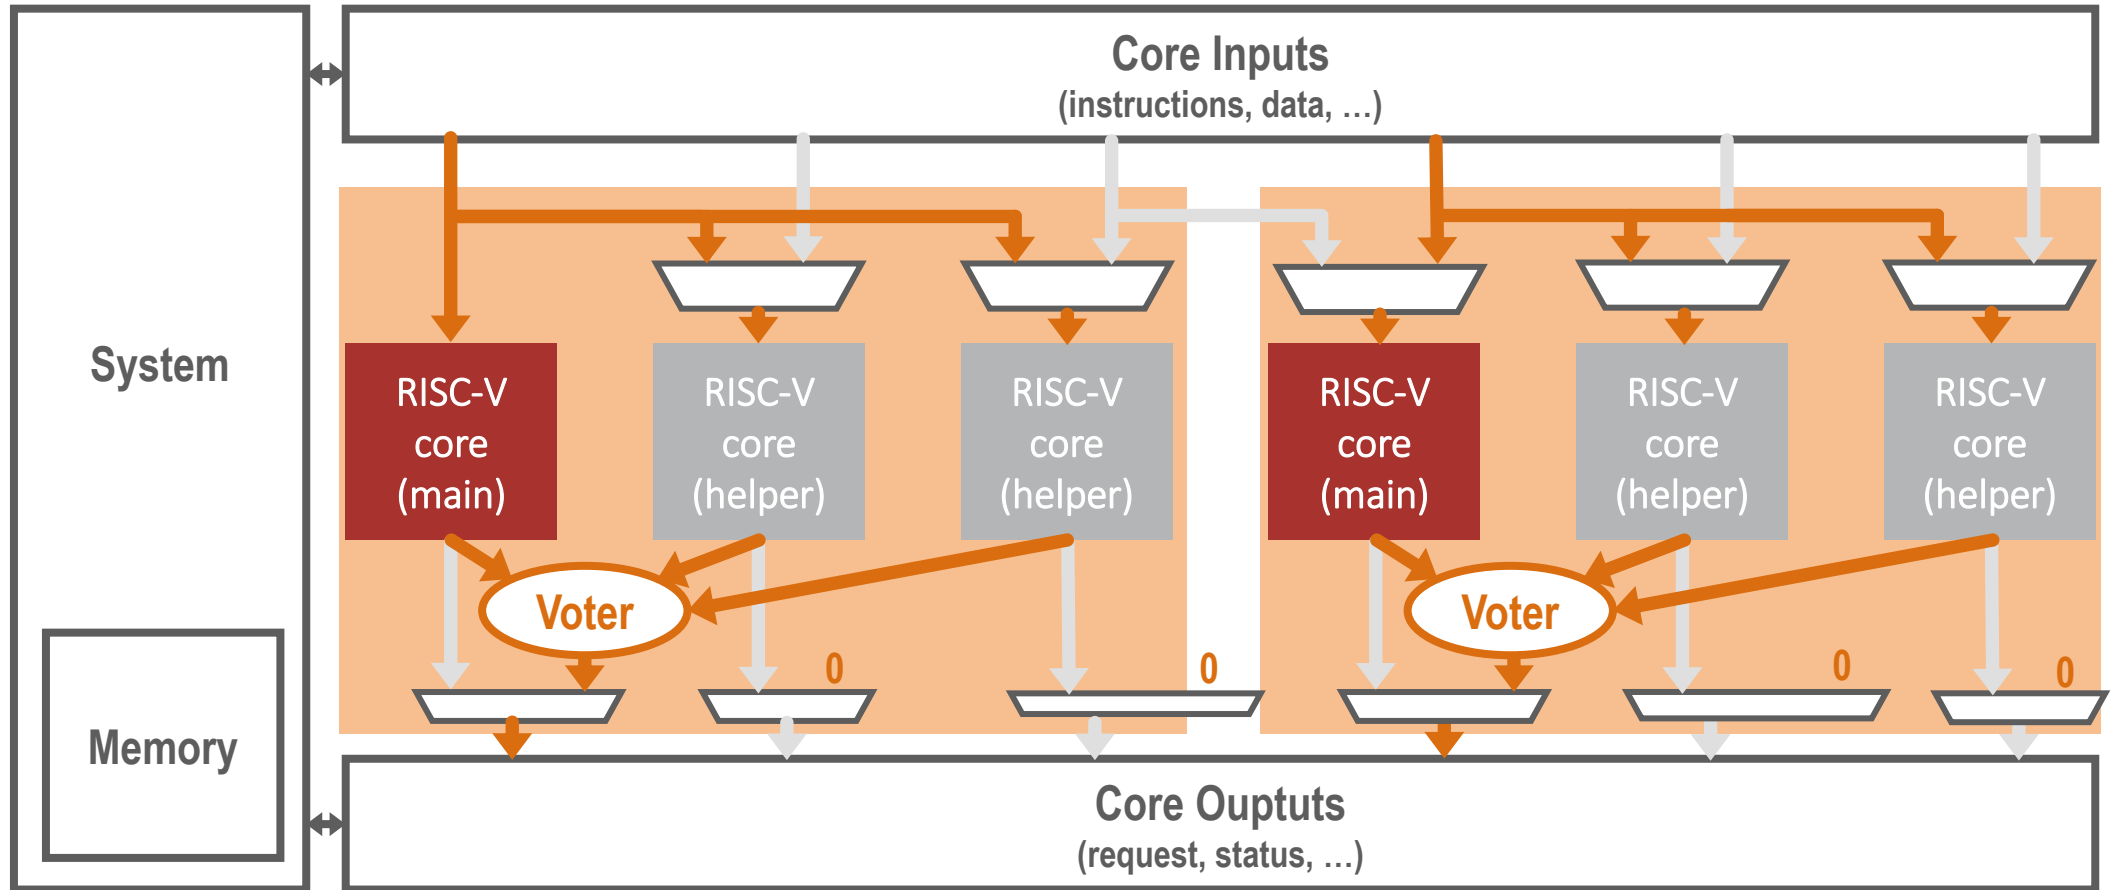 Core Inputs
(instructions, data, …)
System
RISC-V
core
(main)
RISC-V
core
(helper)
RISC-V
core
(helper)
RISC-V
core
(main)
RISC-V
core
(helper)
RISC-V
core
(helper)
Voter
0
0
Voter
0
0
Memory
Core Ouptuts
(request, status, …)